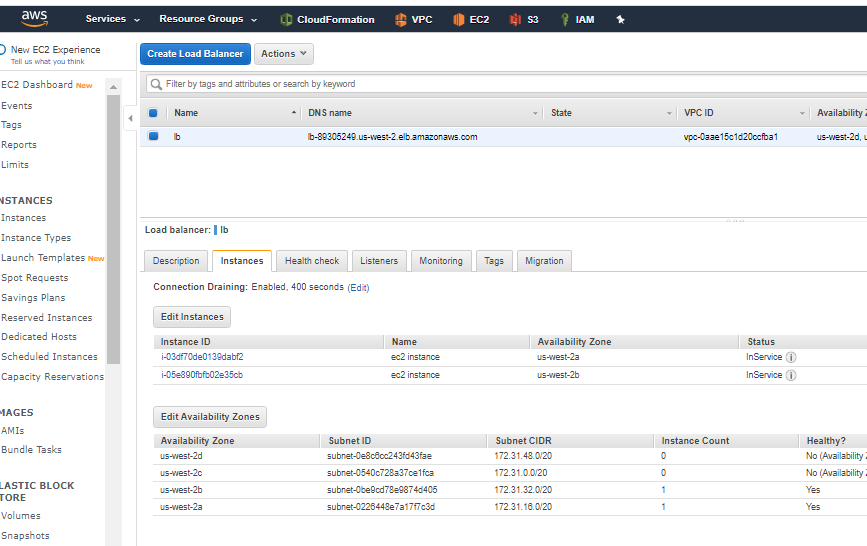 aws Services Resource Groups CloudFormation VPC EC2 S3 IAM
New EC2 Experience
Tell us what you think
EC2 Dashboard New
Events
Tags
Reports
Limits
NSTANCES
Instances
Instance Types
Launch Templates New
Spot Requests
Savings Plans
Reserved Instances
Dedicated Hosts
Scheduled Instances
Capacity Reservations
MAGES
AMIs
Bundle Tasks
LASTIC BLOCK
TORE
Volumes
Snapshots
Create Load Balancer Actions
Filter by tags and attributes or search by keyword
Name DNS name State VPC ID Availability Z
lb lb-89305249.us-west-2.elb.amazonaws.com vpc-0aae15c1d20ccfba1 us-west-2d, u
Load balancer: lb
Description Instances Health check Listeners Monitoring Tags Migration
Connection Draining: Enabled, 400 seconds (Edit)
Edit Instances
Instance ID Name Availability Zone Status
i-03df70de0139dabf2 ec2 instance us-west-2a InService i
i-05e890fbfb02e35cb ec2 instance us-west-2b InService i
Edit Availability Zones
Availability Zone Subnet ID Subnet CIDR Instance Count Healthy?
us-west-2d subnet-0e8c6cc243fd43fae 172.31.48.0/20 0 No (Availability Z
us-west-2c subnet-0540c728a37ce1fca 172.31.0.0/20 0 No (Availability Z
us-west-2b subnet-0be9cd78e9874d405 172.31.32.0/20 1 Yes
us-west-2a subnet-0226448e7a17f7c3d 172.31.16.0/20 1 Yes